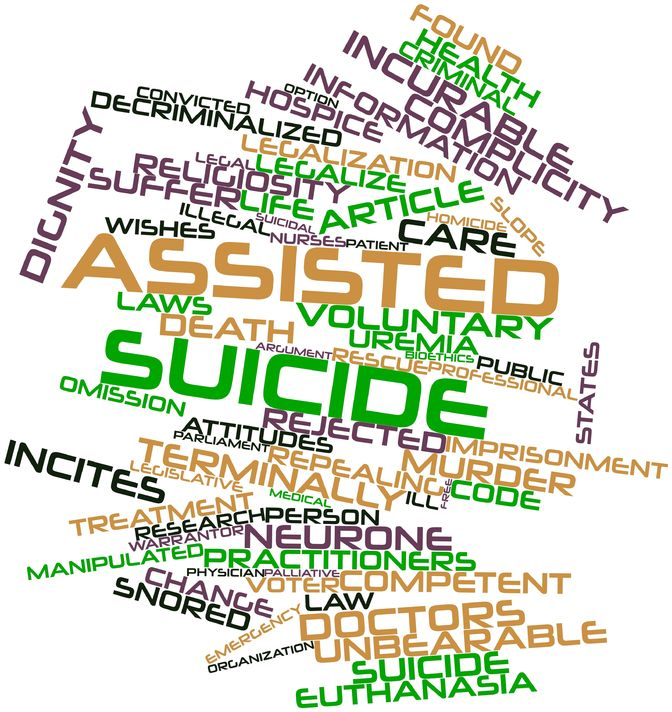 FOUND
HEALTH
CRIMINAL
INCURABLE
INFORMATION
COMPLICITY
OPTION
CONVICTED
HOSPICE
DECRIMINALIZED
LEGALIZATION
LEGAL
LEGALIZE
RELIGIOSITY
DIGNITY
SUFFER
LIFE
ARTICLE
SLOPE
HOMICIDE
ILLEGAL
SUICIDAL
WISHES
NURSES
PATIENT
CARE
ASSISTED
LAWS
VOLUNTARY
DEATH
UREMIA
ARGUMENT
BIOETHICS
RESCUE
PROFESSIONAL
PUBLIC
STATES
SUICIDE
OMISSION
REJECTED
ATTITUDES
PARLIAMENT
IMPRISONMENT
INCITES
TERMINALLY
REPEALING
MURDER
LEGISLATIVE
MEDICAL
ILL
FREE
CODE
TREATMENT
RESEARCH
PERSON
WARRANTOR
NEURONE
MANIPULATED
PRACTITIONERS
PHYSICIAN
PALLIATIVE
CHANGE
VOTER
COMPETENT
SNORED
LAW
EMERGENCY
DOCTORS
ORGANIZATION
UNBEARABLE
SUICIDE
EUTHANASIA